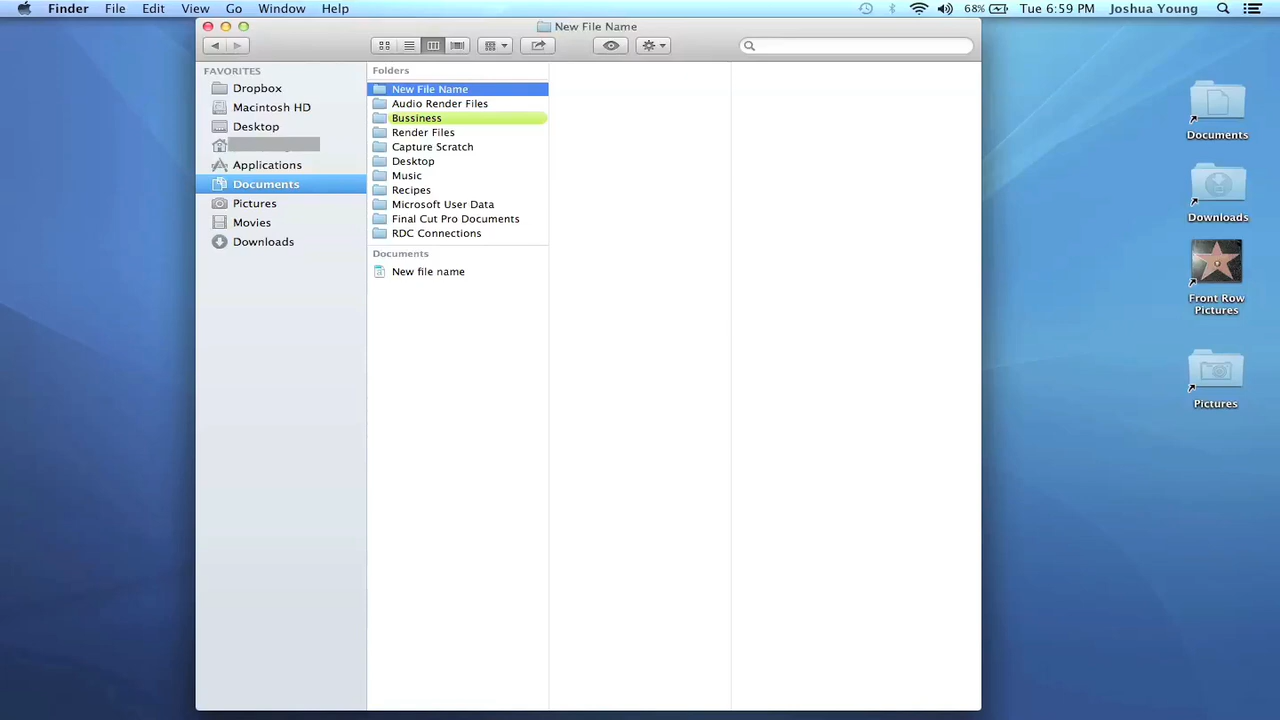 Finder File Edit View Go Window Help 68% Tue 6:59 PM Joshua Young
New File Name
FAVORITES
Dropbox
Macintosh HD
Desktop
Applications
Documents
Pictures
Movies
Downloads
Folders
New File Name
Audio Render Files
Bussiness
Render Files
Capture Scratch
Desktop
Music
Recipes
Microsoft User Data
Final Cut Pro Documents
RDC Connections
Documents
New file name
Documents
Downloads
Front Row
Pictures
Pictures